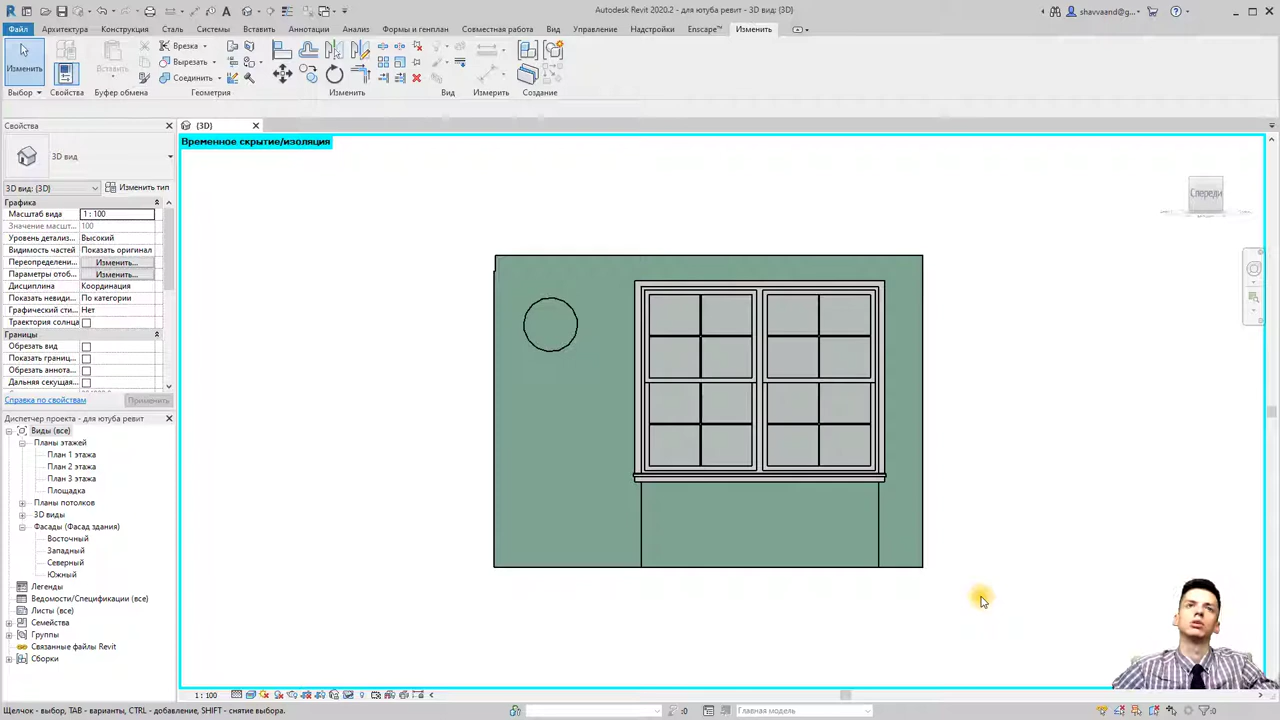 Autodesk Revit 2020.2 - для ютуба ревит - 3D вид: {3D}
shavvaand@g...
Файл
Архитектура
Конструкция
Сталь
Системы
Вставить
Аннотации
Анализ
Формы и генплан
Совместная работа
Вид
Управление
Надстройки
Enscape™
Изменить
Врезка
Вырезать
Соединить
Изменить
Вставить
Выбор
Свойства
Буфер обмена
Геометрия
Изменить
Вид
Измерить
Создание
Свойства
{3D}
Временное скрытие/изоляция
3D вид
3D вид: {3D}
Изменить тип
Графика
Масштаб вида 1 : 100
Значение масшт... 100
Уровень детализ... Высокий
Видимость частей Показать оригинал
Переопределени... Изменить...
Параметры отоб... Изменить...
Дисциплина Координация
Показать невиди... По категории
Графический сти... Нет
Траектория солнца
Границы
Обрезать вид
Показать границ...
Обрезать аннота...
Дальняя секущая...
Справка по свойствам
Применить
Спереди
Диспетчер проекта - для ютуба ревит
Виды (все)
Планы этажей
План 1 этажа
План 2 этажа
План 3 этажа
Площадка
Планы потолков
3D виды
Фасады (Фасад здания)
Восточный
Западный
Северный
Южный
Легенды
Ведомости/Спецификации (все)
Листы (все)
Семейства
Группы
Связанные файлы Revit
Сборки
1 : 100
Щелчок - выбор, TAB - варианты, CTRL - добавление, SHIFT - снятие выбора.
:0
Главная модель
:0